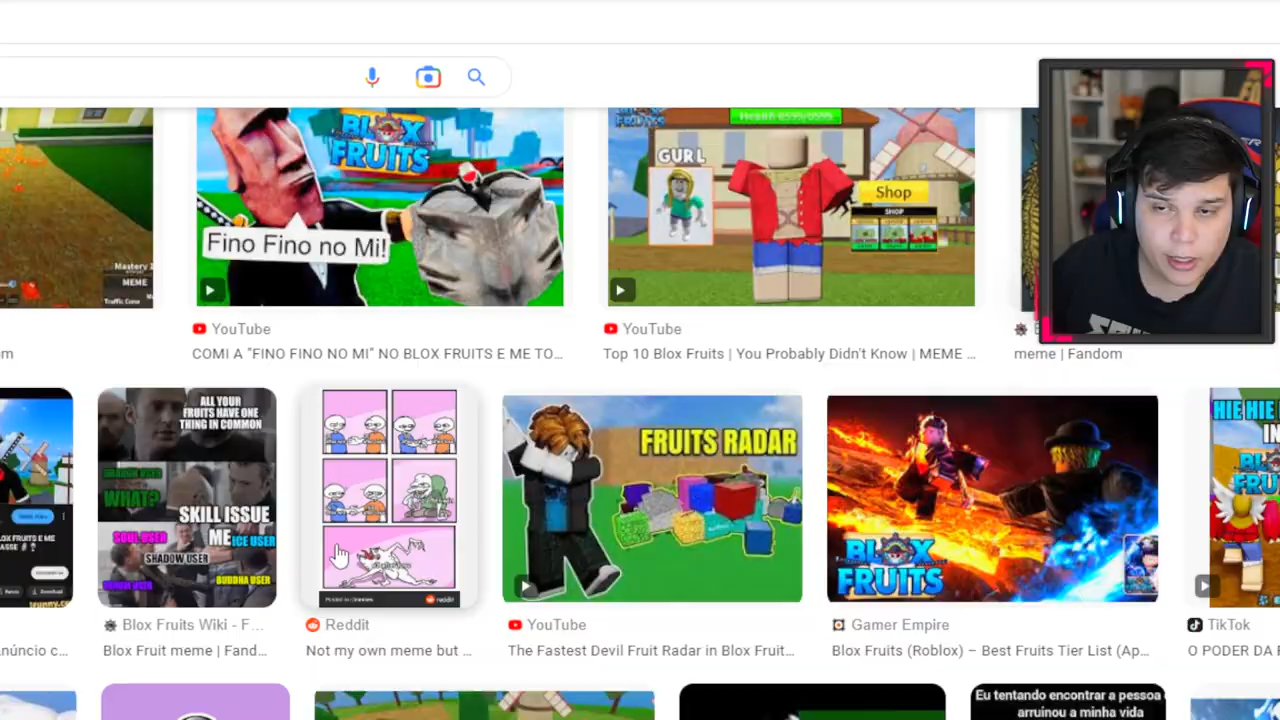 BLOX
FRUITS
Fino Fino no Mi!
YouTube
COMI A "FINO FINO NO MI" NO BLOX FRUITS E ME TO...
FRUITS
GURL
Shop
SHOP
YouTube
Top 10 Blox Fruits | You Probably Didn't Know | MEME ...
meme | Fandom
MEME
ALL YOUR
FRUITS HAVE ONE
THING IN COMMON
WHAT?
SKILL ISSUE
ME
ICE USER
SOUL USER
SHADOW USER
BUDDHA USER
Blox Fruits Wiki - F...
Blox Fruit meme | Fand...
reddit
Reddit
Not my own meme but ...
FRUITS RADAR
YouTube
The Fastest Devil Fruit Radar in Blox Fruit...
BLOX
FRUITS
Gamer Empire
Blox Fruits (Roblox) – Best Fruits Tier List (Ap...
TikTok
O PODER DA
Eu tentando encontrar a pessoa
arruinou a minha vida